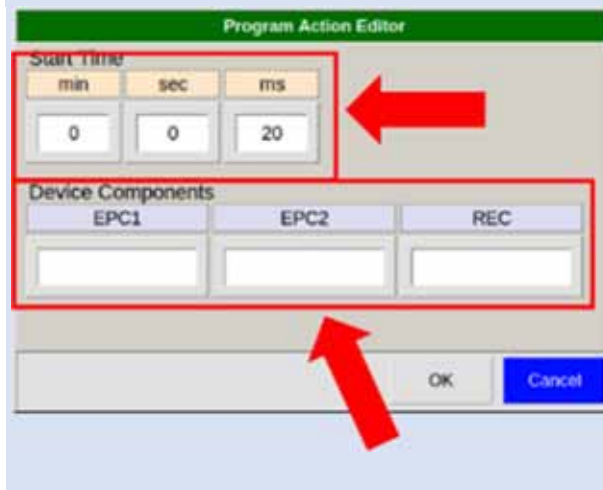 Program Action Editor
Start Time
min sec ms
0 0 20
Device Components
EPC1 EPC2 REC
OK Cancel